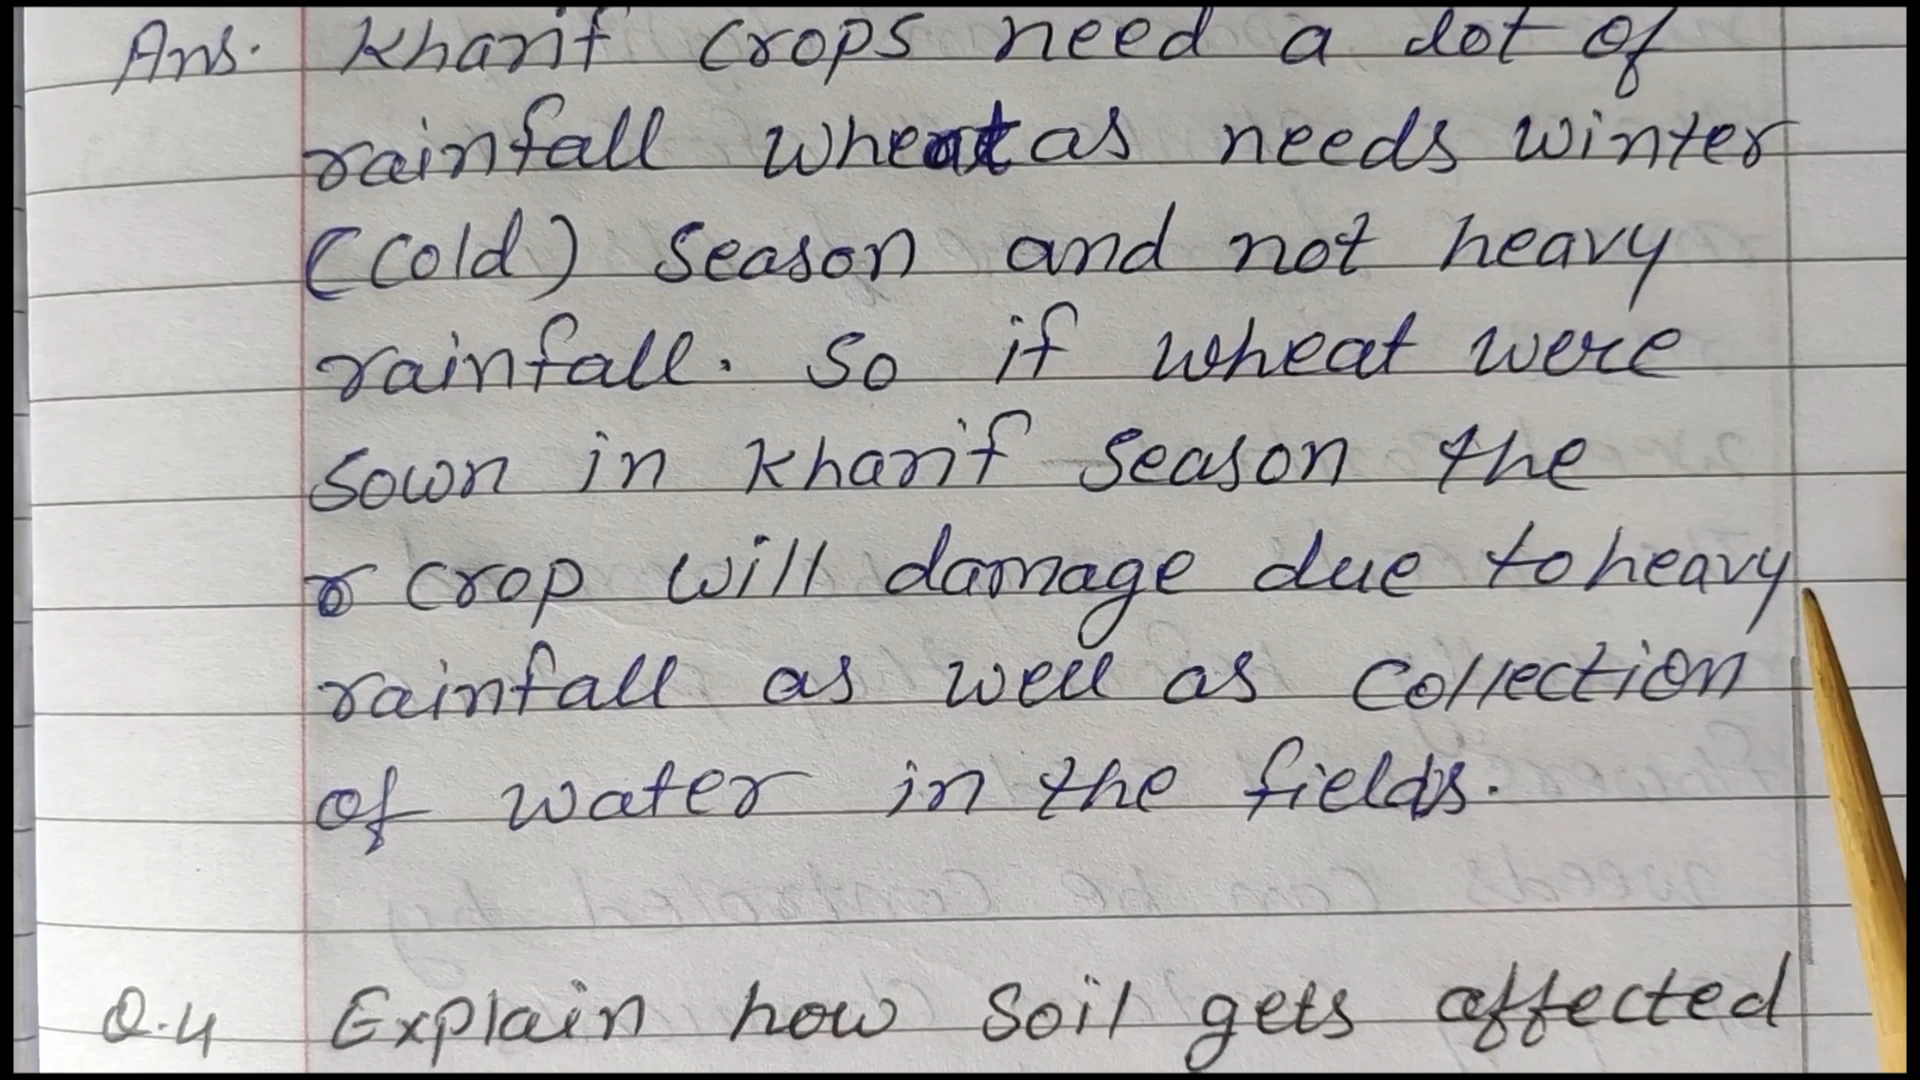 Ans. Kharif crops need a lot of
rainfall wheat as needs winter
(cold) season and not heavy
rainfall. So if wheat were
sown in Kharif season the
crop will damage due to heavy
rainfall as well as collection
of water in the fields.
Q.4 Explain how soil gets affected